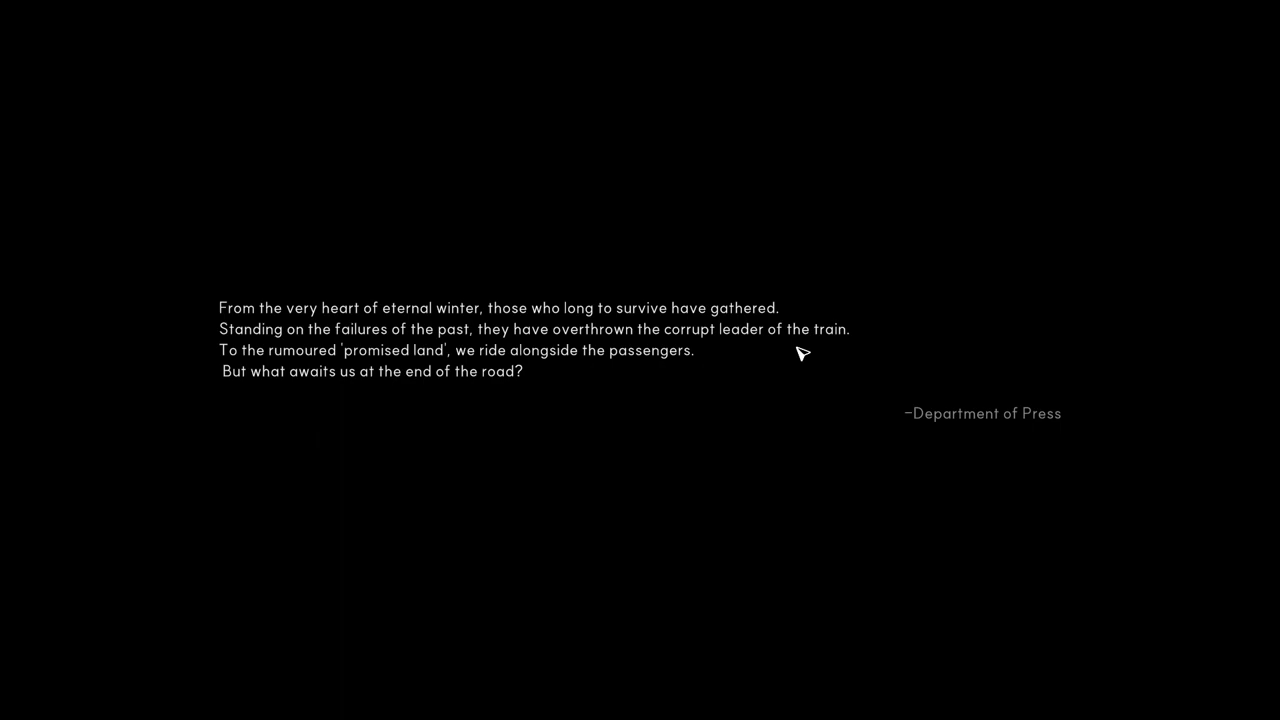 From the very heart of eternal winter, those who long to survive have gathered.
Standing on the failures of the past, they have overthrown the corrupt leader of the train.
To the rumoured 'promised land', we ride alongside the passengers.
But what awaits us at the end of the road?
–Department of Press